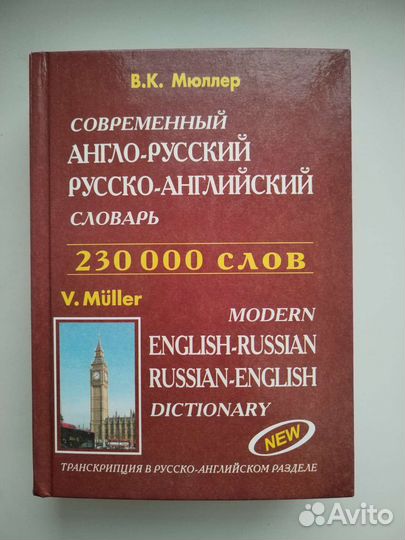 В.К. Мюллер
СОВРЕМЕННЫЙ
АНГЛО-РУССКИЙ
РУССКО-АНГЛИЙСКИЙ
СЛОВАРЬ
230 000 СЛОВ
V. Müller
MODERN
ENGLISH-RUSSIAN
RUSSIAN-ENGLISH
DICTIONARY
NEW
ТРАНСКРИПЦИЯ В РУССКО-АНГЛИЙСКОМ РАЗДЕЛЕ
Avito